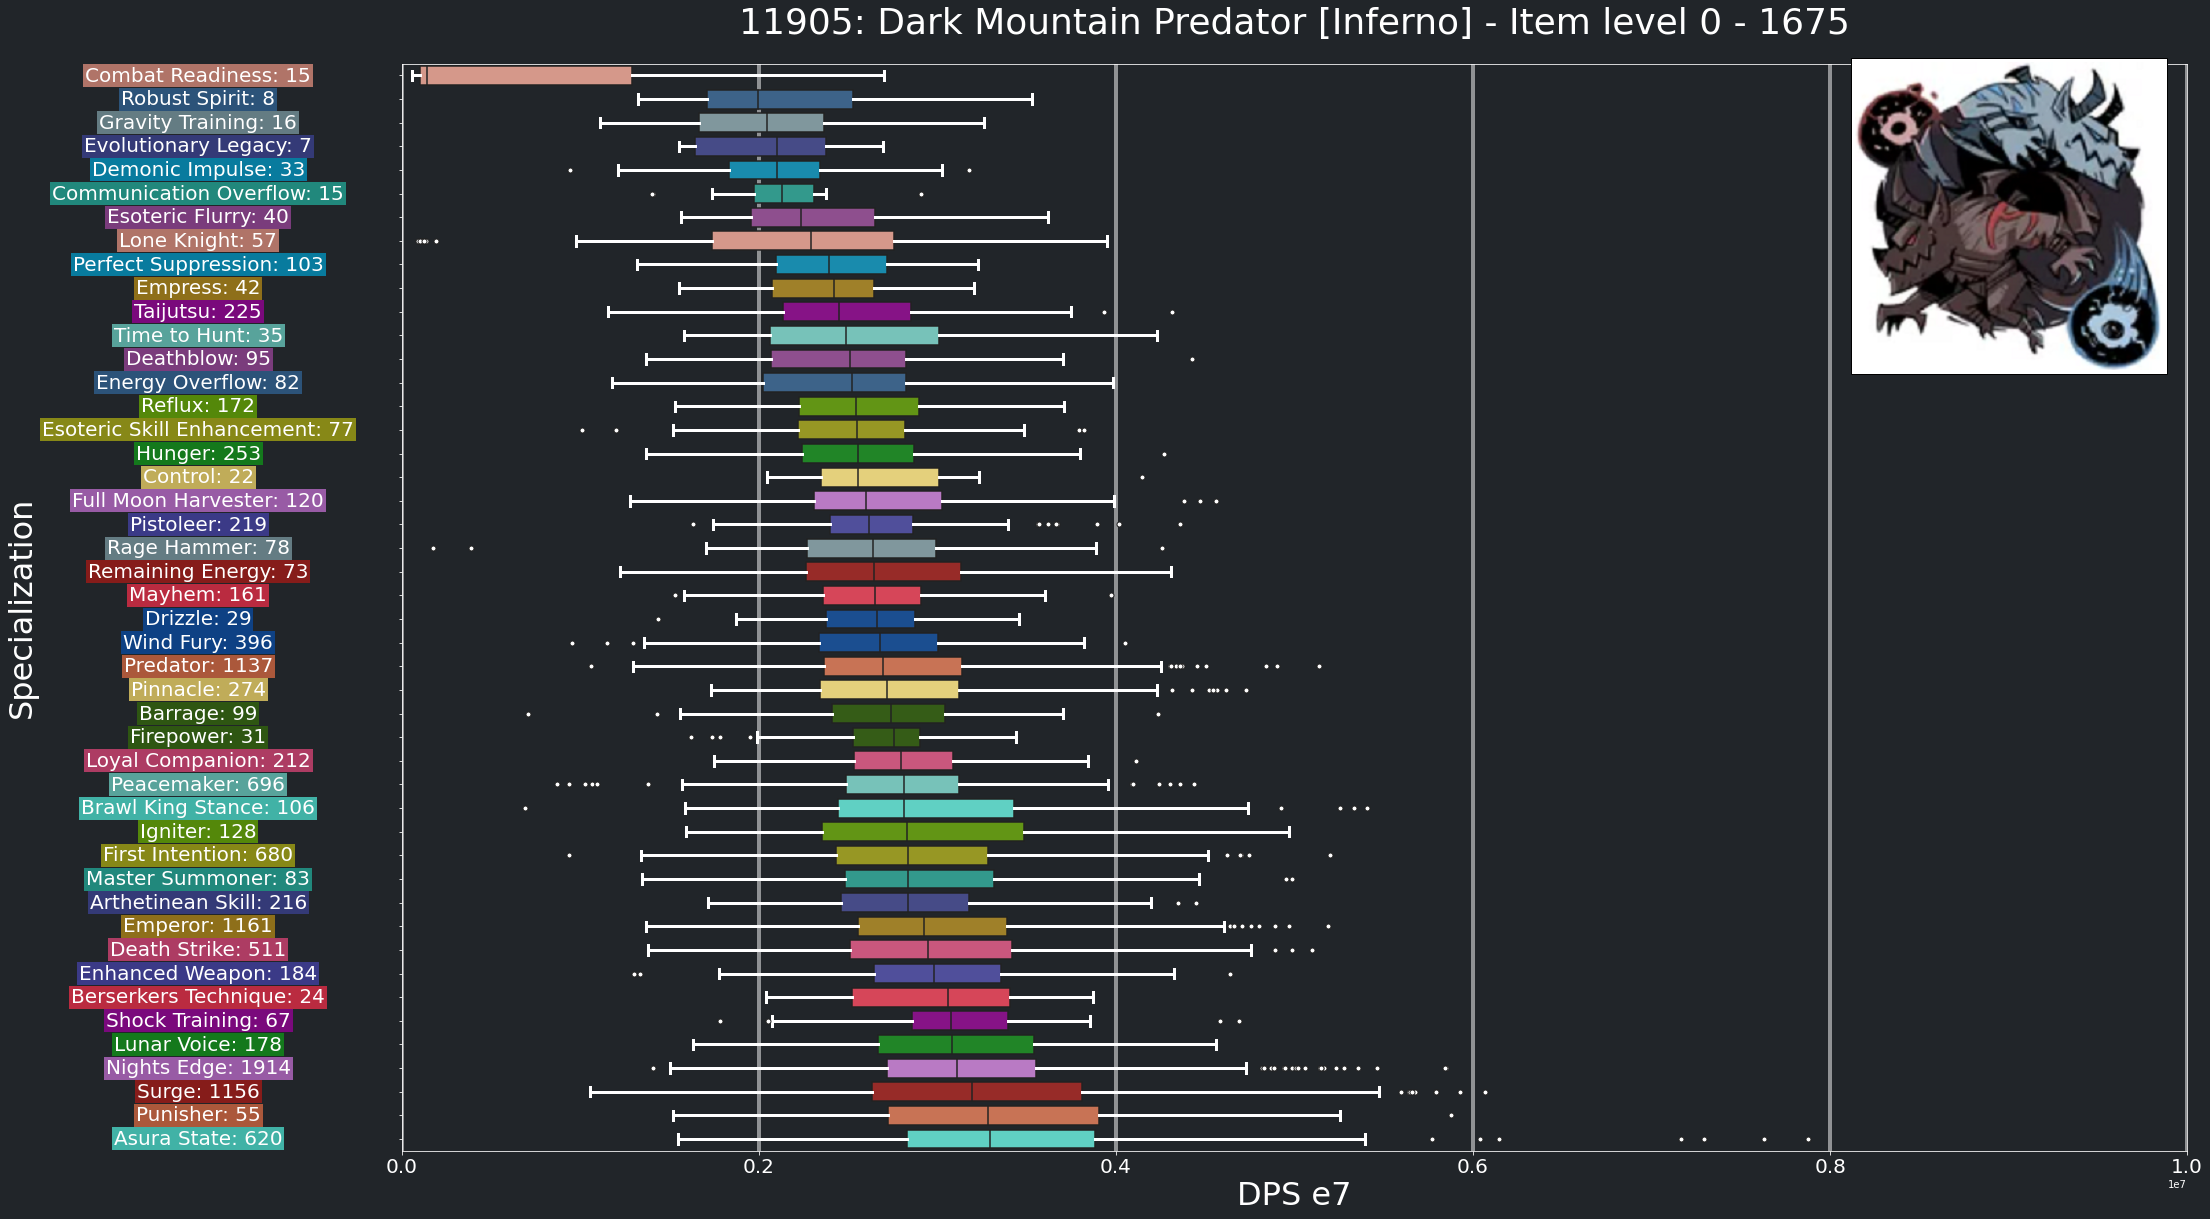 11905: Dark Mountain Predator [Inferno] - Item level 0 - 1675
Combat Readiness: 15
Robust Spirit: 8
Gravity Training: 16
Evolutionary Legacy: 7
Demonic Impulse: 33
Communication Overflow: 15
Esoteric Flurry: 40
Lone Knight: 57
Perfect Suppression: 103
Empress: 42
Taijutsu: 225
Time to Hunt: 35
Deathblow: 95
Energy Overflow: 82
Reflux: 172
Esoteric Skill Enhancement: 77
Hunger: 253
Control: 22
Full Moon Harvester: 120
Pistoleer: 219
Rage Hammer: 78
Remaining Energy: 73
Mayhem: 161
Drizzle: 29
Wind Fury: 396
Predator: 1137
Pinnacle: 274
Barrage: 99
Firepower: 31
Loyal Companion: 212
Peacemaker: 696
Brawl King Stance: 106
Igniter: 128
First Intention: 680
Master Summoner: 83
Arthetinean Skill: 216
Emperor: 1161
Death Strike: 511
Enhanced Weapon: 184
Berserkers Technique: 24
Shock Training: 67
Lunar Voice: 178
Nights Edge: 1914
Surge: 1156
Punisher: 55
Asura State: 620
Specialization
0.0 0.2 0.4 0.6 0.8 1.0
1e7
DPS e7